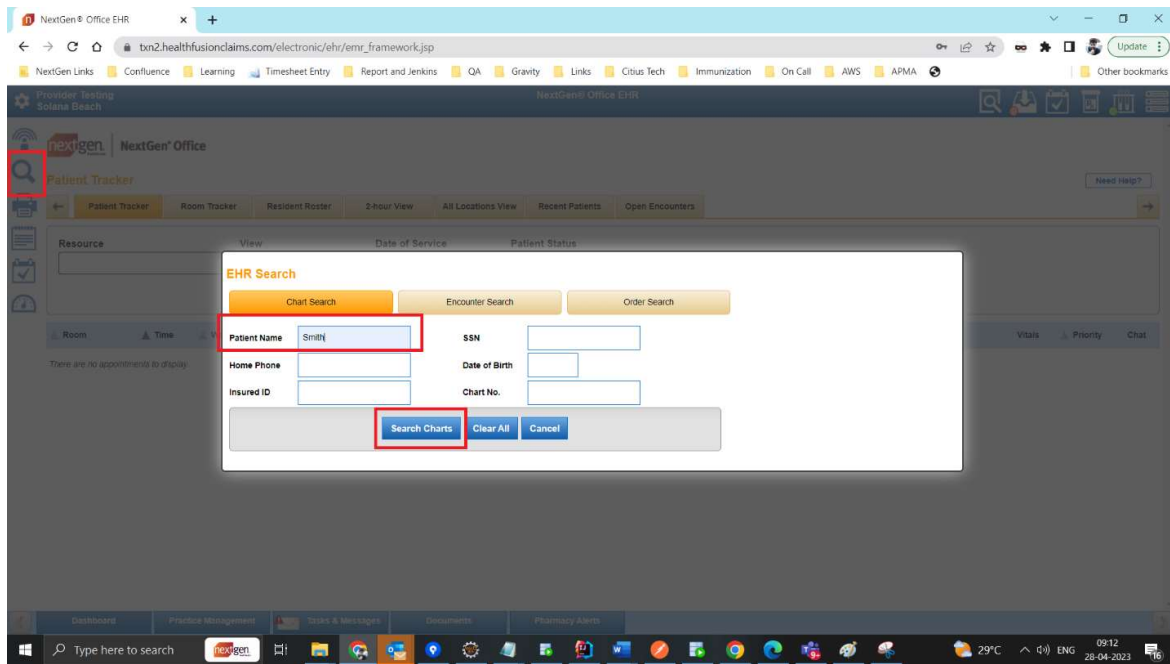 NextGen® Office EHR
txn2.healthfusionclaims.com/electronic/ehr/emr_framework.jsp
Update
NextGen Links Confluence Learning Timesheet Entry Report and Jenkins QA Gravity Links Citius Tech Immunization On Call AWS APMA Other bookmarks
Provider Testing NextGen® Office EHR
Solana Beach
nextgen NextGen® Office
Patient Tracker Need Help?
Patient Tracker Room Tracker Resident Roster 2-hour View All Locations View Recent Patients Open Encounters
Resource View Date of Service Patient Status
EHR Search
Chart Search Encounter Search Order Search
Room Time Vitals Priority Chat
Patient Name Smith SSN
There are no appointments to display
Home Phone Date of Birth
Insured ID Chart No.
Search Charts Clear All Cancel
Dashboard Practice Management Tasks & Messages Documents Pharmacy Alerts
Type here to search nextgen 29°C ENG 09:12
28-04-2023 16